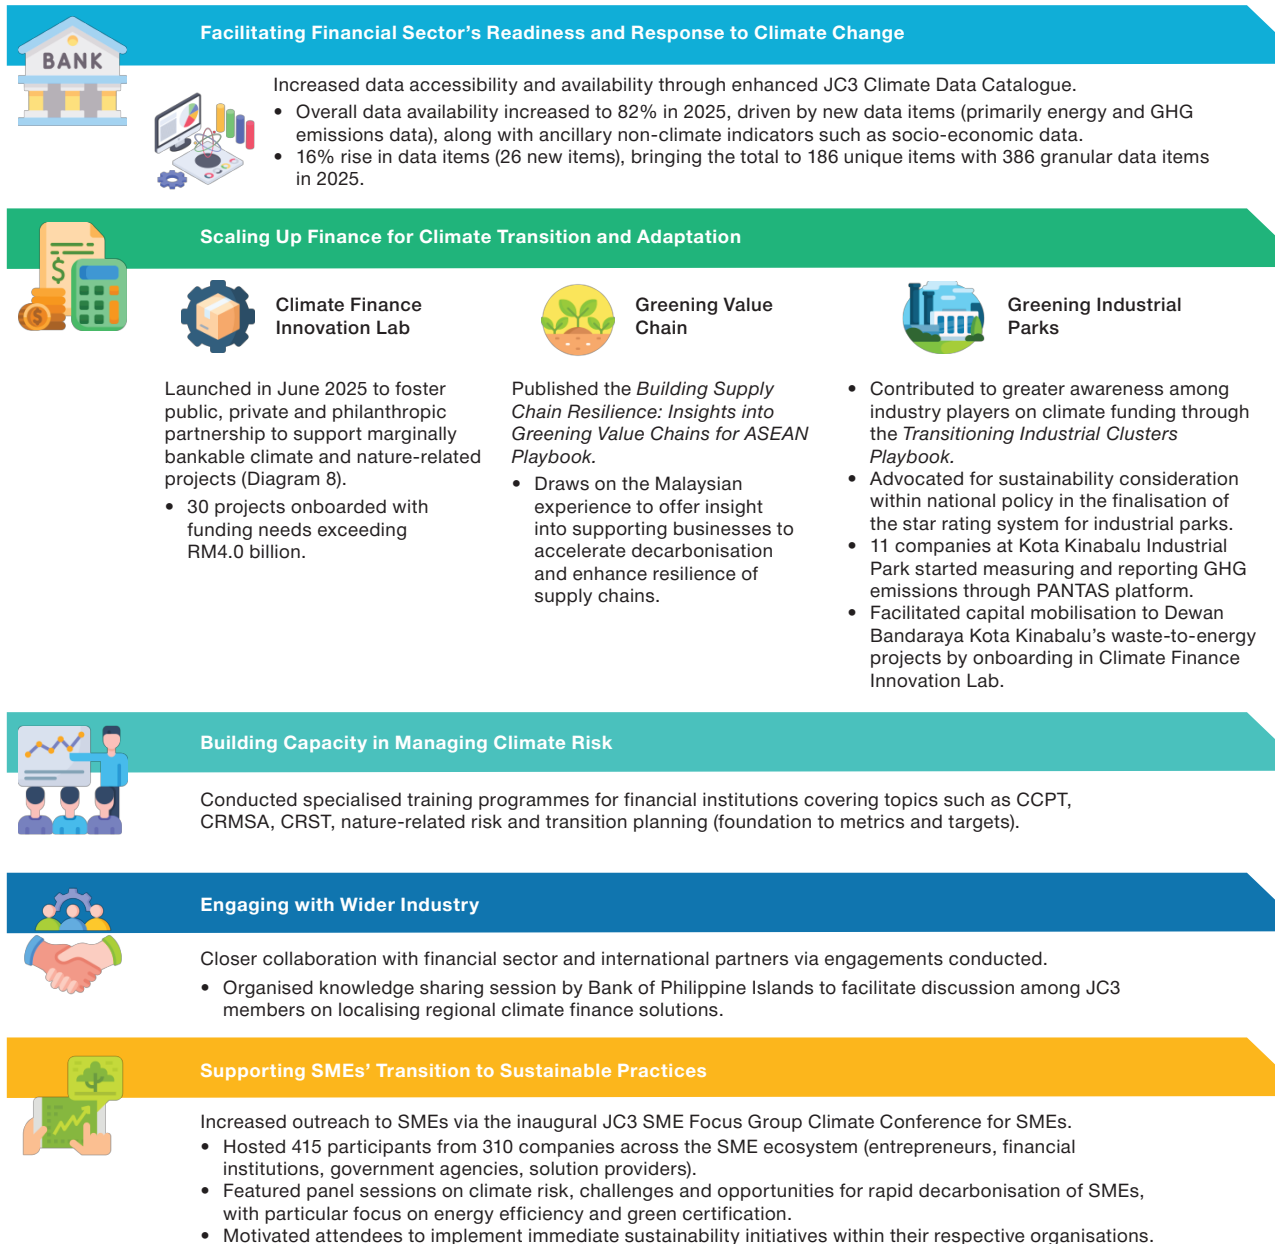 BANK
Facilitating Financial Sector’s Readiness and Response to Climate Change
Increased data accessibility and availability through enhanced JC3 Climate Data Catalogue.
• Overall data availability increased to 82% in 2025, driven by new data items (primarily energy and GHG
emissions data), along with ancillary non-climate indicators such as socio-economic data.
• 16% rise in data items (26 new items), bringing the total to 186 unique items with 386 granular data items
in 2025.
Scaling Up Finance for Climate Transition and Adaptation
Climate Finance
Innovation Lab
Launched in June 2025 to foster
public, private and philanthropic
partnership to support marginally
bankable climate and nature-related
projects (Diagram 8).
• 30 projects onboarded with
funding needs exceeding
RM4.0 billion.
Greening Value
Chain
Published the Building Supply
Chain Resilience: Insights into
Greening Value Chains for ASEAN
Playbook.
• Draws on the Malaysian
experience to offer insight
into supporting businesses to
accelerate decarbonisation
and enhance resilience of
supply chains.
Greening Industrial
Parks
• Contributed to greater awareness among
industry players on climate funding through
the Transitioning Industrial Clusters
Playbook.
• Advocated for sustainability consideration
within national policy in the finalisation of
the star rating system for industrial parks.
• 11 companies at Kota Kinabalu Industrial
Park started measuring and reporting GHG
emissions through PANTAS platform.
• Facilitated capital mobilisation to Dewan
Bandaraya Kota Kinabalu’s waste-to-energy
projects by onboarding in Climate Finance
Innovation Lab.
Building Capacity in Managing Climate Risk
Conducted specialised training programmes for financial institutions covering topics such as CCPT,
CRMSA, CRST, nature-related risk and transition planning (foundation to metrics and targets).
Engaging with Wider Industry
Closer collaboration with financial sector and international partners via engagements conducted.
• Organised knowledge sharing session by Bank of Philippine Islands to facilitate discussion among JC3
members on localising regional climate finance solutions.
Supporting SMEs’ Transition to Sustainable Practices
Increased outreach to SMEs via the inaugural JC3 SME Focus Group Climate Conference for SMEs.
• Hosted 415 participants from 310 companies across the SME ecosystem (entrepreneurs, financial
institutions, government agencies, solution providers).
• Featured panel sessions on climate risk, challenges and opportunities for rapid decarbonisation of SMEs,
with particular focus on energy efficiency and green certification.
• Motivated attendees to implement immediate sustainability initiatives within their respective organisations.